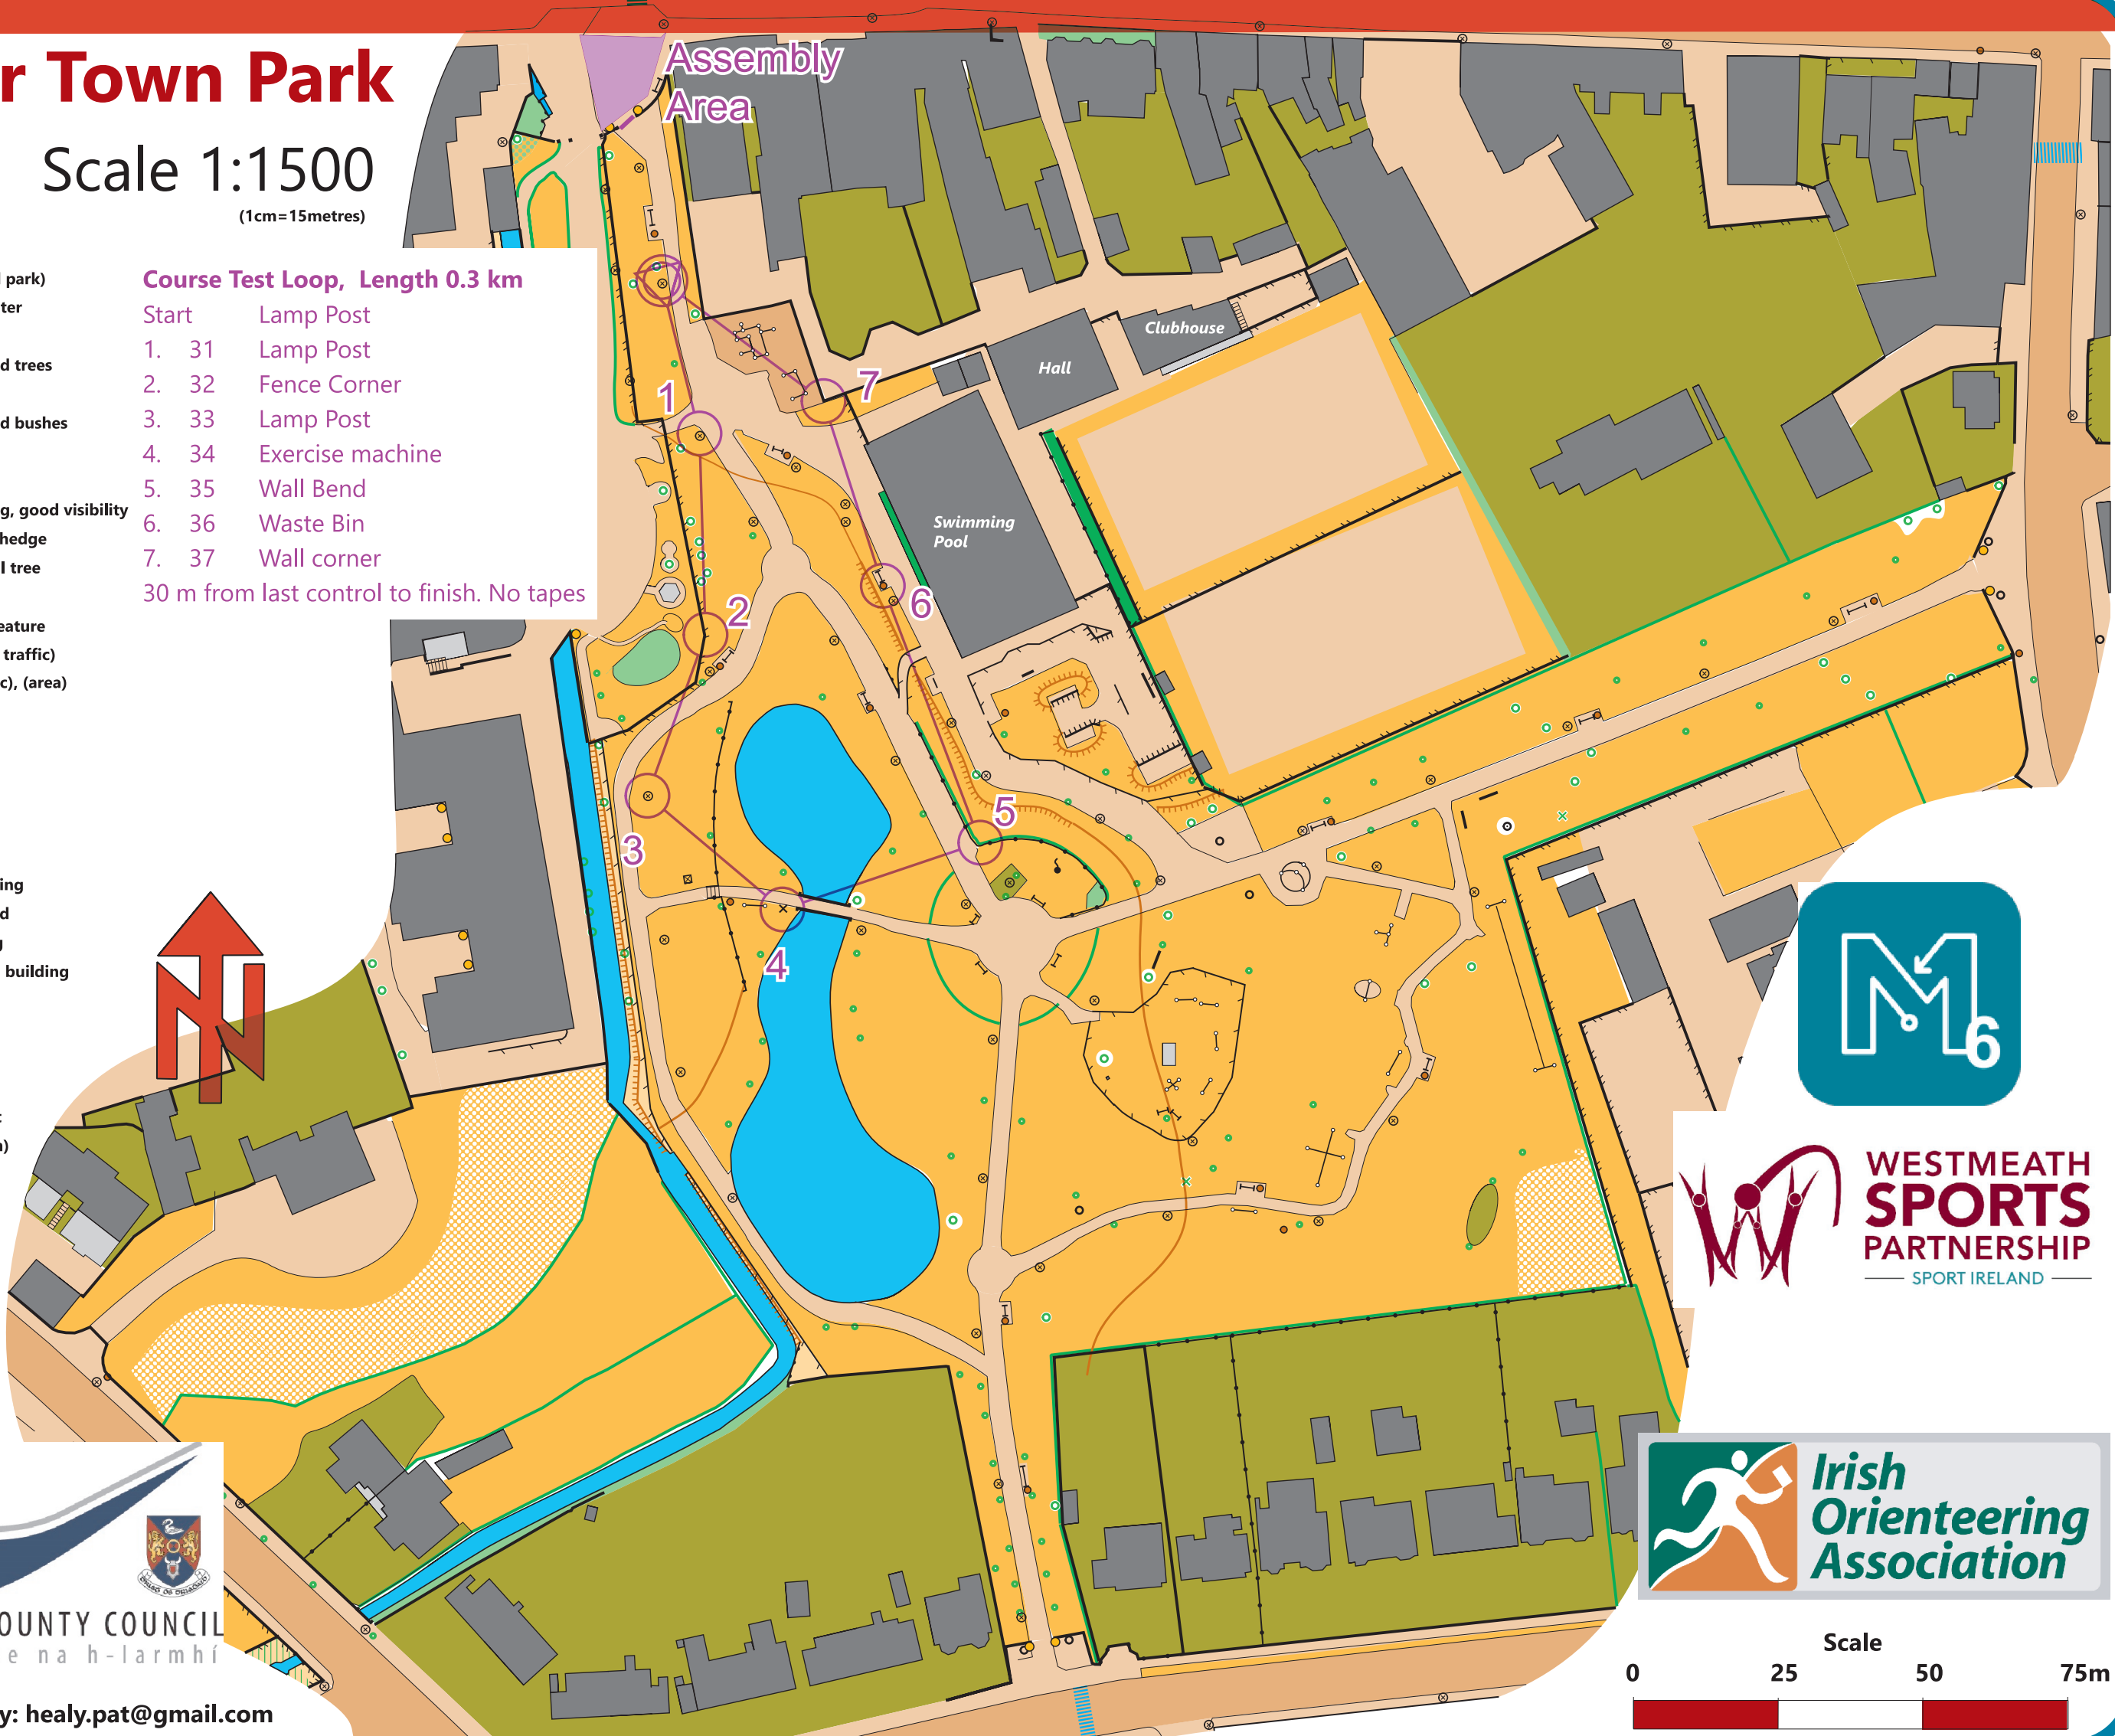 r Town Park
Scale 1:1500
(1cm=15metres)
Assembly
Area
park)
ter
d trees
d bushes
g, good visibility
hedge
l tree
eature
traffic)
c), (area)
ing
d
building
Course Test Loop, Length 0.3 km
Start Lamp Post
1. 31 Lamp Post
2. 32 Fence Corner
3. 33 Lamp Post
4. 34 Exercise machine
5. 35 Wall Bend
6. 36 Waste Bin
7. 37 Wall corner
30 m from last control to finish. No tapes
1
7
2
6
3
5
4
Clubhouse
Hall
Swimming
Pool
N
M6
WESTMEATH
SPORTS
PARTNERSHIP
SPORT IRELAND
Irish
Orienteering
Association
OUNTY COUNCIL
e na h-Iarmhí
y: healy.pat@gmail.com
Scale
0 25 50 75m